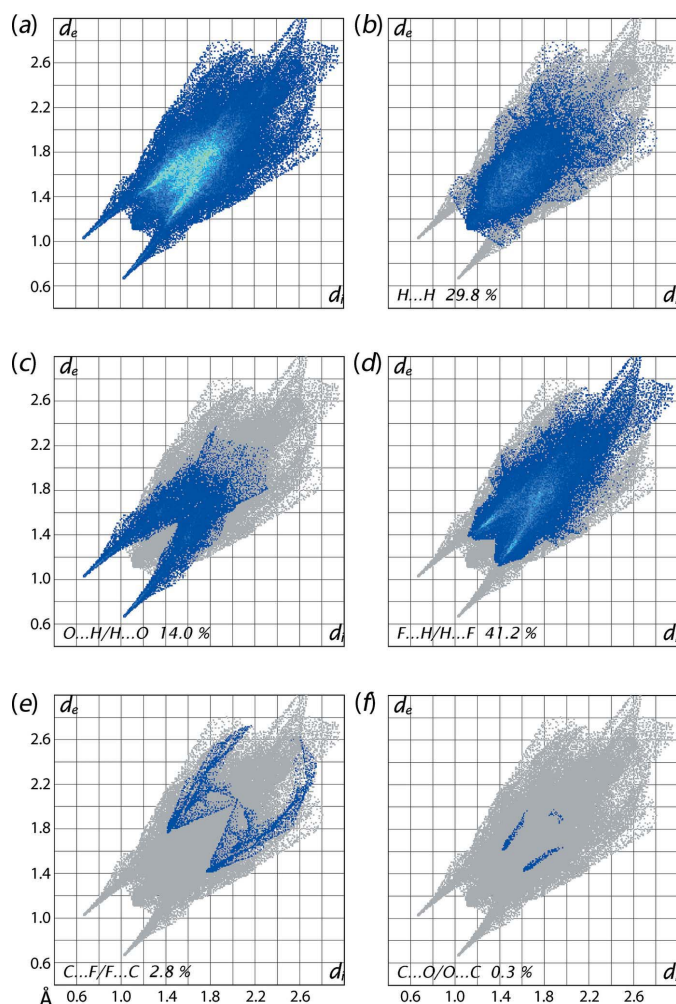 (a) (b)
de de
2.6
2.2
1.8
1.4
1.0
0.6
di H...H 29.8 % di
(c) (d)
de de
2.6
2.2
1.8
1.4
1.0
0.6
O...H/H...O 14.0 % di F...H/H...F 41.2 % di
(e) (f)
de de
2.6
2.2
1.8
1.4
1.0
0.6
C...F/F...C 2.8 % di C...O/O...C 0.3 % di
Å 1.0 1.4 1.8 2.2 2.6 0.6 1.0 1.4 1.8 2.2 2.6